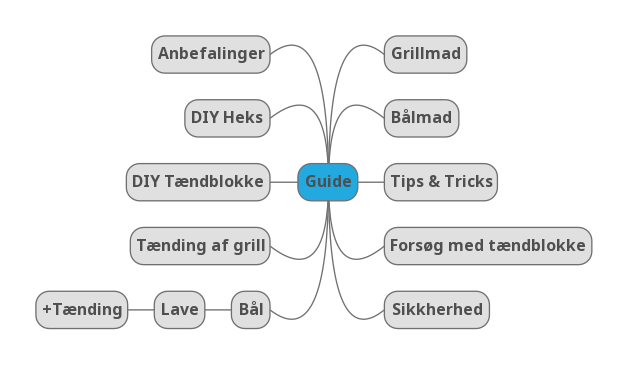 Anbefalinger
Grillmad
DIY Heks
Bålmad
DIY Tændblokke
Guide
Tips & Tricks
Tænding af grill
Forsøg med tændblokke
+Tænding
Lave
Bål
Sikkherhed